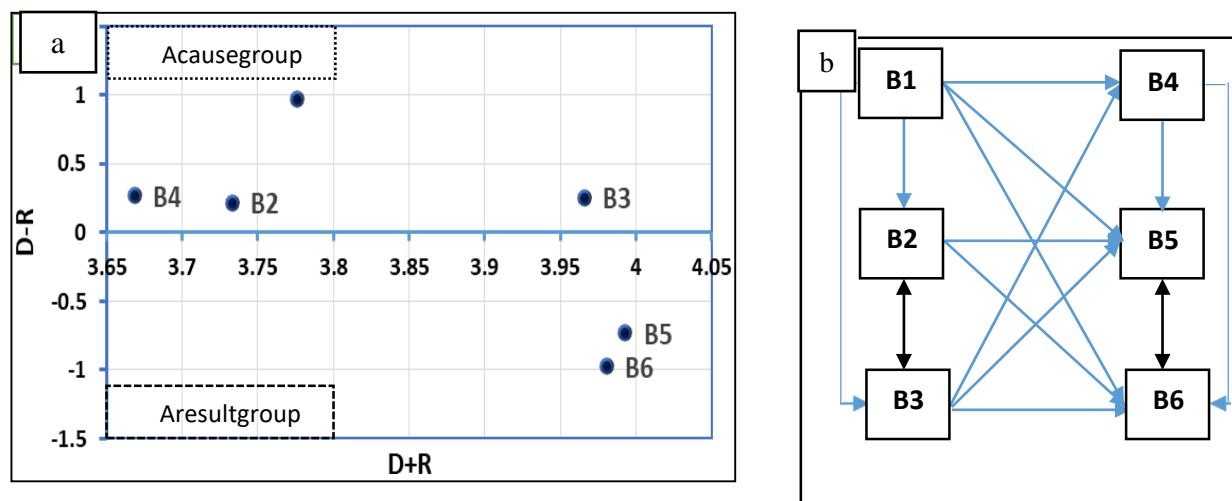 a
Acausegroup
1
0.5
B4
B2
B3
0
3.65 3.7 3.75 3.8 3.85 3.9 3.95 4 4.05
-0.5
B5
-1
B6
Aresultgroup
-1.5
D−R
D+R
b
B1
B4
B2
B5
B3
B6